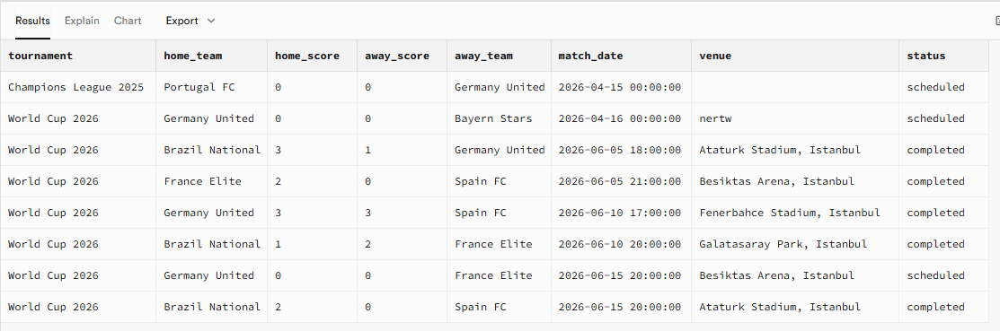 Results Explain Chart Export
tournament home_team home_score away_score away_team match_date venue status
Champions League 2025 Portugal FC 0 0 Germany United 2026-04-15 00:00:00 scheduled
World Cup 2026 Germany United 0 0 Bayern Stars 2026-04-16 00:00:00 nertw scheduled
World Cup 2026 Brazil National 3 1 Germany United 2026-06-05 18:00:00 Ataturk Stadium, Istanbul completed
World Cup 2026 France Elite 2 0 Spain FC 2026-06-05 21:00:00 Besiktas Arena, Istanbul completed
World Cup 2026 Germany United 3 3 Spain FC 2026-06-10 17:00:00 Fenerbahce Stadium, Istanbul completed
World Cup 2026 Brazil National 1 2 France Elite 2026-06-10 20:00:00 Galatasaray Park, Istanbul completed
World Cup 2026 Germany United 0 0 France Elite 2026-06-15 20:00:00 Besiktas Arena, Istanbul scheduled
World Cup 2026 Brazil National 2 0 Spain FC 2026-06-15 20:00:00 Ataturk Stadium, Istanbul completed